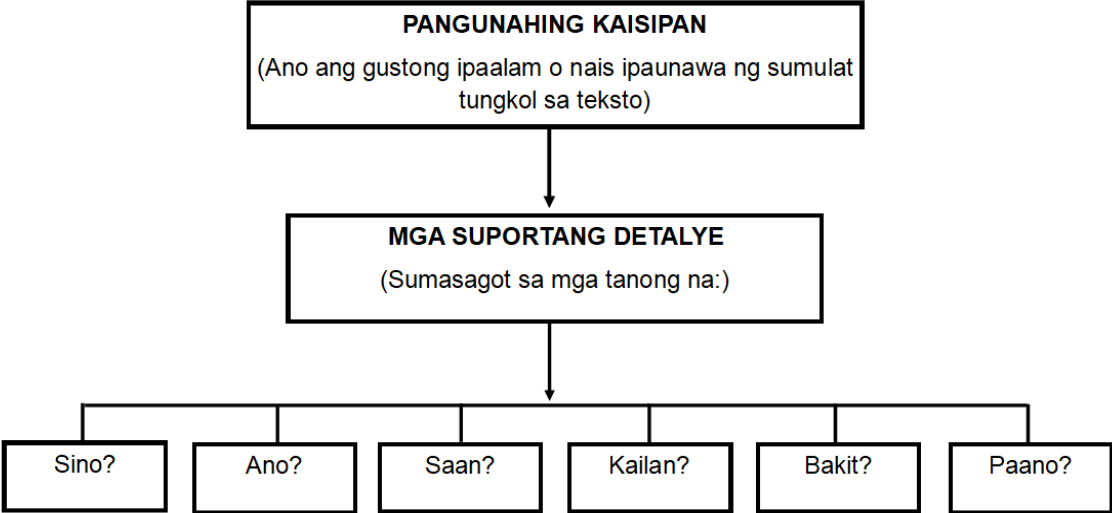 PANGUNAHING KAISIPAN
(Ano ang gustong ipaalam o nais ipaunawa ng sumulat
tungkol sa teksto)
MGA SUPORTANG DETALYE
(Sumasagot sa mga tanong na:)
Sino?
Ano?
Saan?
Kailan?
Bakit?
Paano?